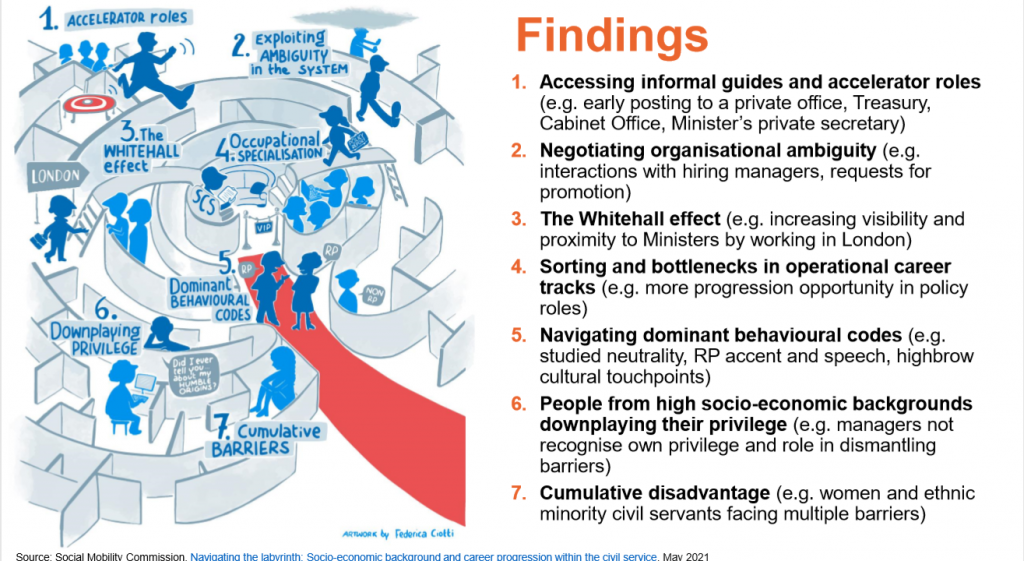 1. ACCELERATOR roles
2. Exploiting
AMBIGUITY
in the SYSTEM
3. The
WHITEHALL
effect
4. Occupational
SPECIALISATION
LONDON
SCS
VIP
5.
Dominant
BEHAVIOURAL
CODES
RP
RP
NON
RP
6.
Downplaying
PRIVILEGE
Did I ever
tell you
about my
HUMBLE
ORIGINS?
7. Cumulative
BARRIERS
ARTWORK by Federica Ciotti
Findings
1. Accessing informal guides and accelerator roles
(e.g. early posting to a private office, Treasury,
Cabinet Office, Minister's private secretary)
2. Negotiating organisational ambiguity (e.g.
interactions with hiring managers, requests for
promotion)
3. The Whitehall effect (e.g. increasing visibility and
proximity to Ministers by working in London)
4. Sorting and bottlenecks in operational career
tracks (e.g. more progression opportunity in policy
roles)
5. Navigating dominant behavioural codes (e.g.
studied neutrality, RP accent and speech, highbrow
cultural touchpoints)
6. People from high socio-economic backgrounds
downplaying their privilege (e.g. managers not
recognise own privilege and role in dismantling
barriers)
7. Cumulative disadvantage (e.g. women and ethnic
minority civil servants facing multiple barriers)
Source: Social Mobility Commission, Navigating the labyrinth: Socio-economic background and career progression within the civil service, May 2021